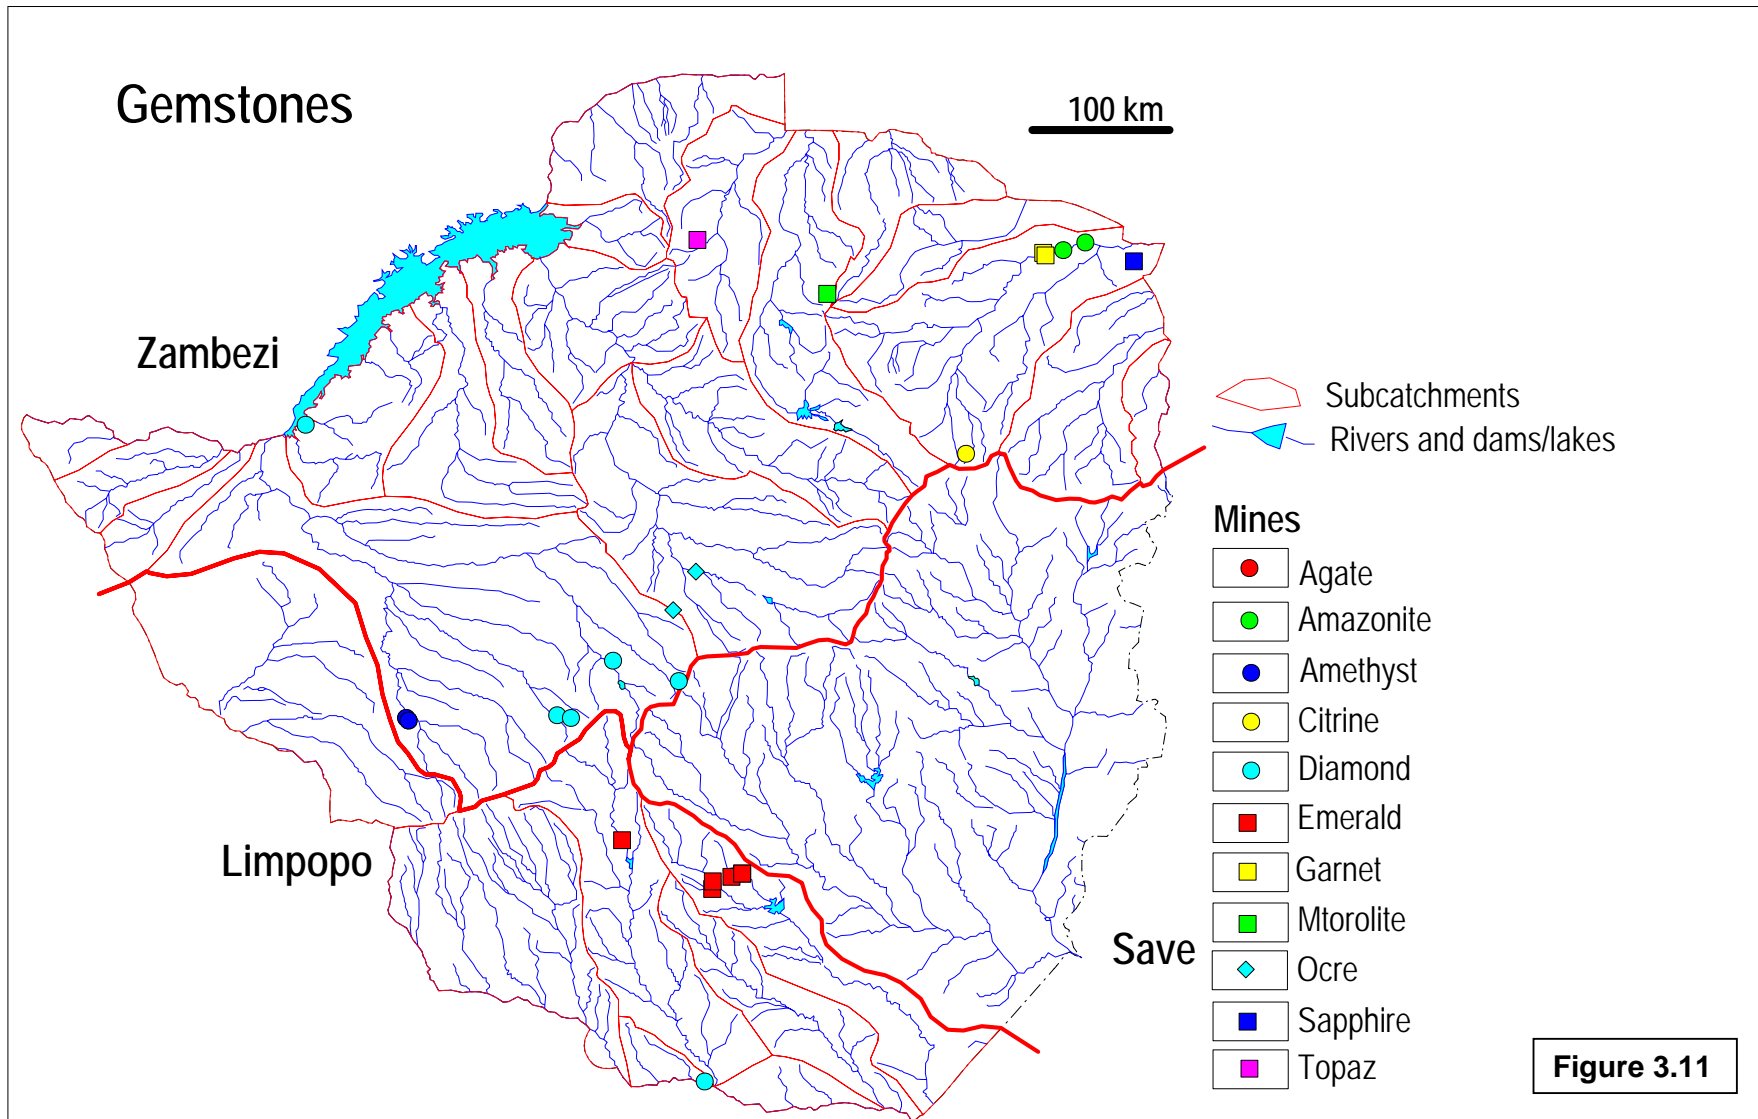 Gemstones
100 km
Zambezi
Subcatchments
Rivers and dams/lakes
Mines
Agate
Amazonite
Amethyst
Citrine
Diamond
Emerald
Limpopo
Garnet
Mtorolite
Save
Ocre
Sapphire
Topaz
Figure 3.11